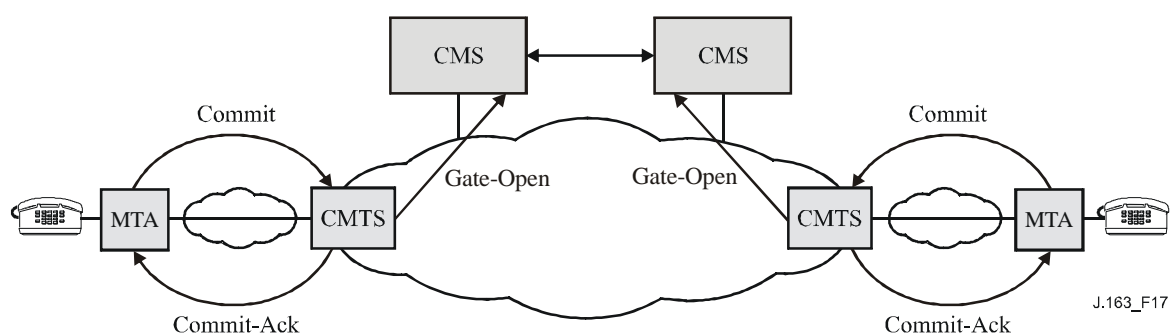 CMS
CMS
Commit
Commit
Gate-Open
Gate-Open
MTA
CMTS
CMTS
MTA
Commit-Ack
Commit-Ack
J.163_F17